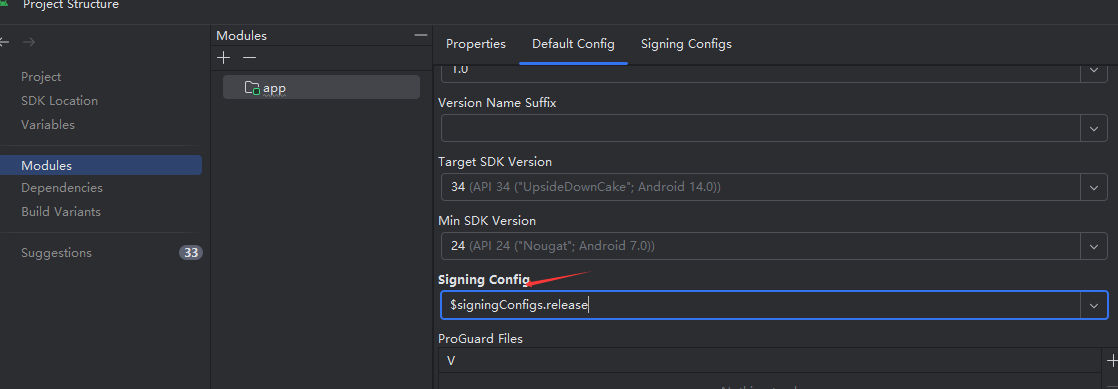 Project Structure
Modules
Properties
Default Config
Signing Configs
Project
SDK Location
Variables
Modules
Dependencies
Build Variants
Suggestions
33
app
1.0
Version Name Suffix
Target SDK Version
34 (API 34 ("UpsideDownCake"; Android 14.0))
Min SDK Version
24 (API 24 ("Nougat"; Android 7.0))
Signing Config
$signingConfigs.release
ProGuard Files
V